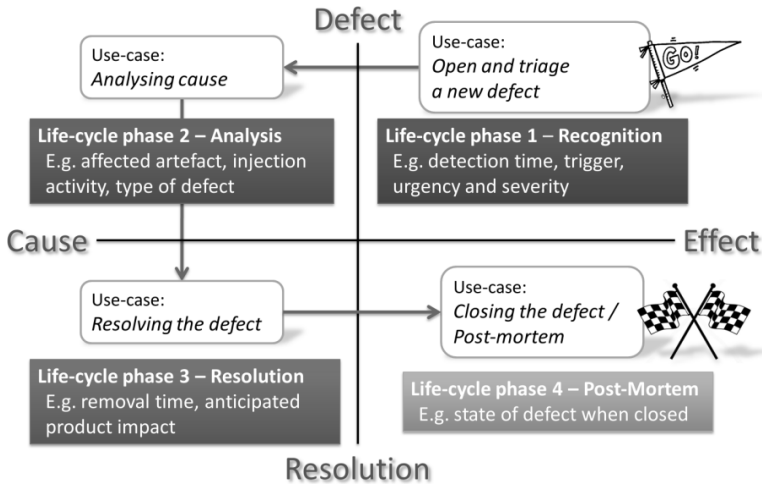 Defect
Use-case:
Analysing cause
Use-case:
Open and triage
a new defect
GO!
Life-cycle phase 2 – Analysis
E.g. affected artefact, injection
activity, type of defect
Life-cycle phase 1 – Recognition
E.g. detection time, trigger,
urgency and severity
Cause
Effect
Use-case:
Resolving the defect
Use-case:
Closing the defect /
Post-mortem
Life-cycle phase 3 – Resolution
E.g. removal time, anticipated
product impact
Life-cycle phase 4 – Post-Mortem
E.g. state of defect when closed
Resolution